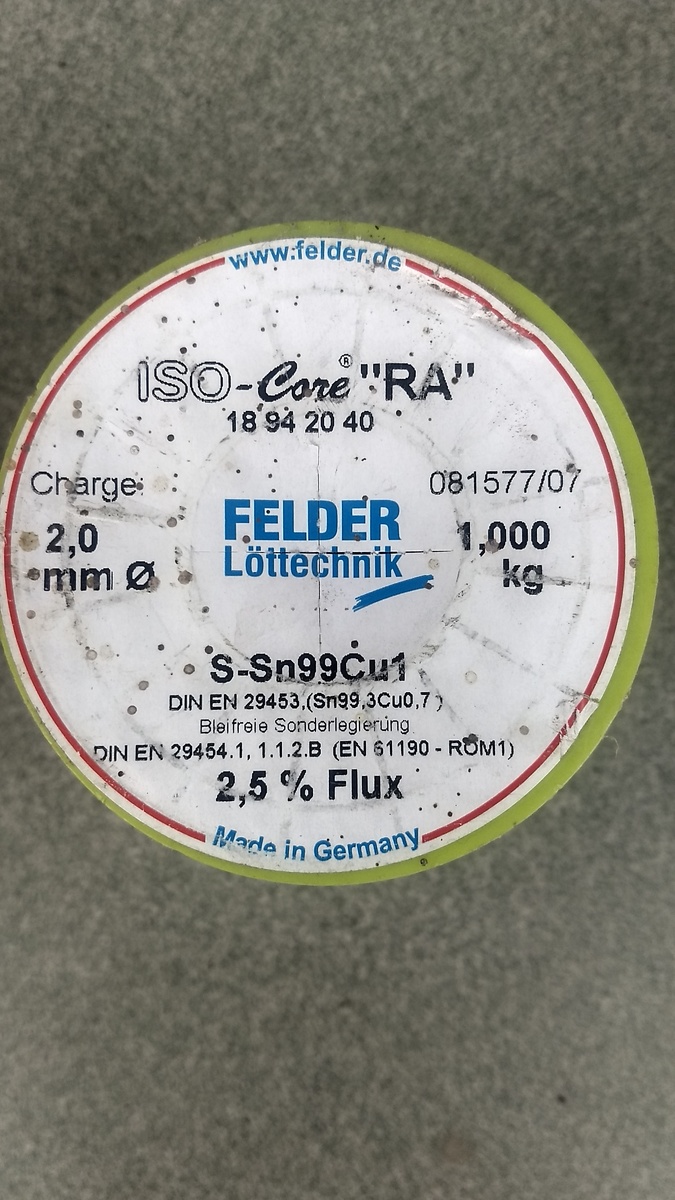 www.felder.de
ISO-Core® "RA"
18 94 20 40
Charge: 081577/07
FELDER
Löttechnik
2,0 mm Ø
1,000 kg
S-Sn99Cu1
DIN EN 29453,(Sn99,3Cu0,7)
Bleifreie Sonderlegierung
DIN EN 29454.1, 1.1.2.B (EN 61190 - ROM1)
2,5 % Flux
Made in Germany